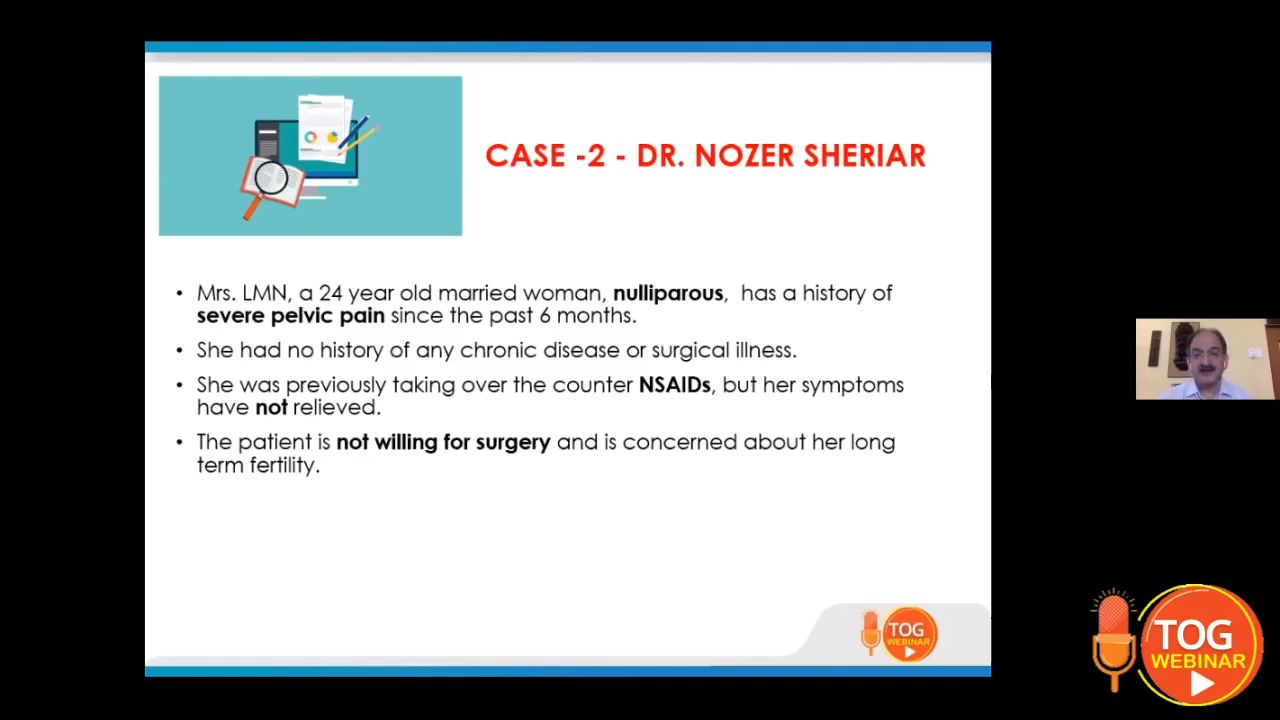 CASE -2 - DR. NOZER SHERIAR
• Mrs. LMN, a 24 year old married woman, nulliparous, has a history of
severe pelvic pain since the past 6 months.
• She had no history of any chronic disease or surgical illness.
• She was previously taking over the counter NSAIDs, but her symptoms
have not relieved.
• The patient is not willing for surgery and is concerned about her long
term fertility.
TOG
WEBINAR
TOG
WEBINAR